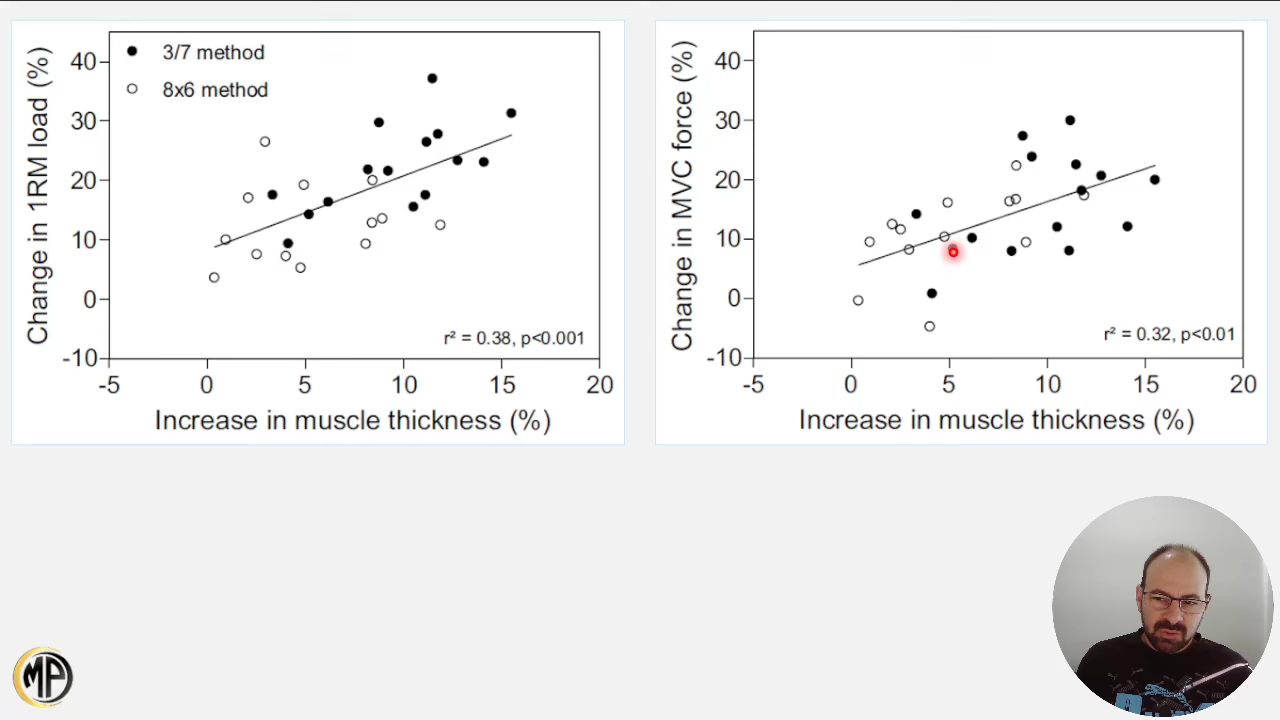 3/7 method
8x6 method
Change in 1RM load (%)
40
30
20
10
0
-10
-5
0
5
10
15
20
r² = 0.38, p<0.001
Increase in muscle thickness (%)
Change in MVC force (%)
40
30
20
10
0
-10
-5
0
5
10
15
20
r² = 0.32, p<0.01
Increase in muscle thickness (%)
MP